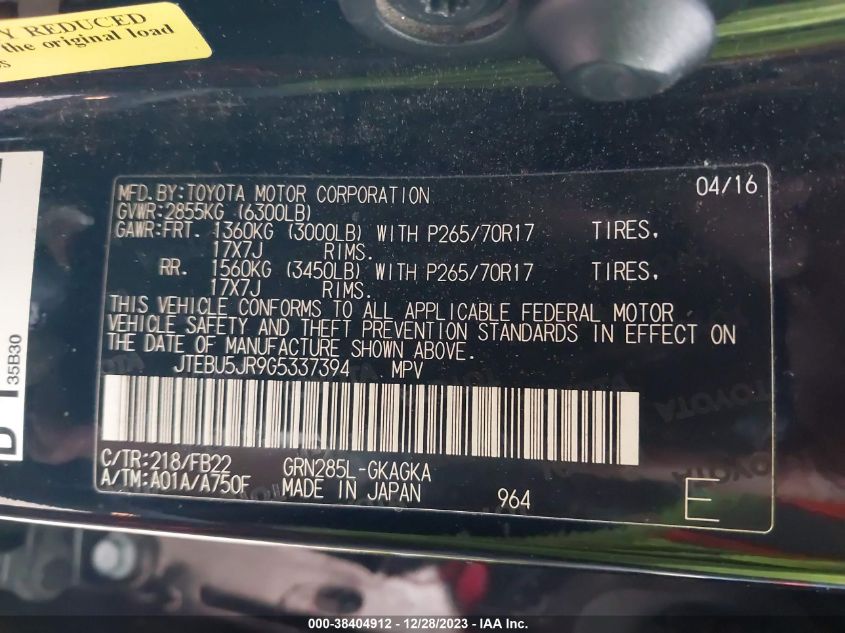 Y REDUCED
the original load
35B30
MFD.BY:TOYOTA MOTOR CORPORATION 04/16
GVWR:2855KG (6300LB)
GAWR:FRT. 1360KG (3000LB) WITH P265/70R17 TIRES,
17X7J RIMS.
RR. 1560KG (3450LB) WITH P265/70R17 TIRES,
17X7J RIMS.
THIS VEHICLE CONFORMS TO ALL APPLICABLE FEDERAL MOTOR
VEHICLE SAFETY AND THEFT PREVENTION STANDARDS IN EFFECT ON
THE DATE OF MANUFACTURE SHOWN ABOVE.
JTEBU5JR9G5337394 MPV
C/TR:218/FB22 GRN285L-GKAGKA
A/TM:A01A/A750F MADE IN JAPAN 964 E
000-38404912 - 12/28/2023 - IAA Inc.